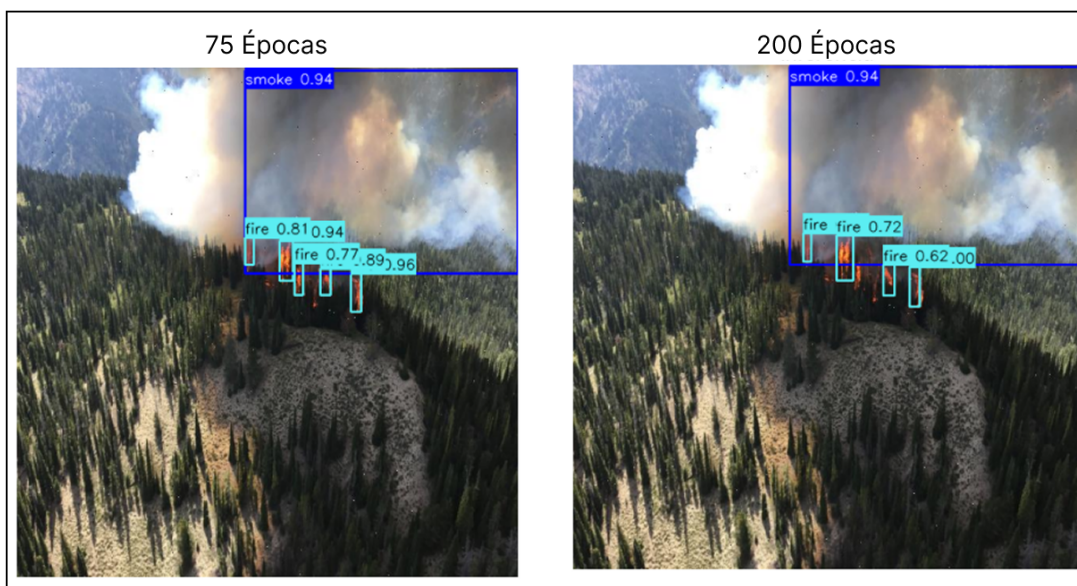 75 Épocas
200 Épocas
smoke 0.94
fire 0.81
0.94
fire 0.77
.89
0.96
smoke 0.94
fire
fire 0.72
fire 0.62
.00